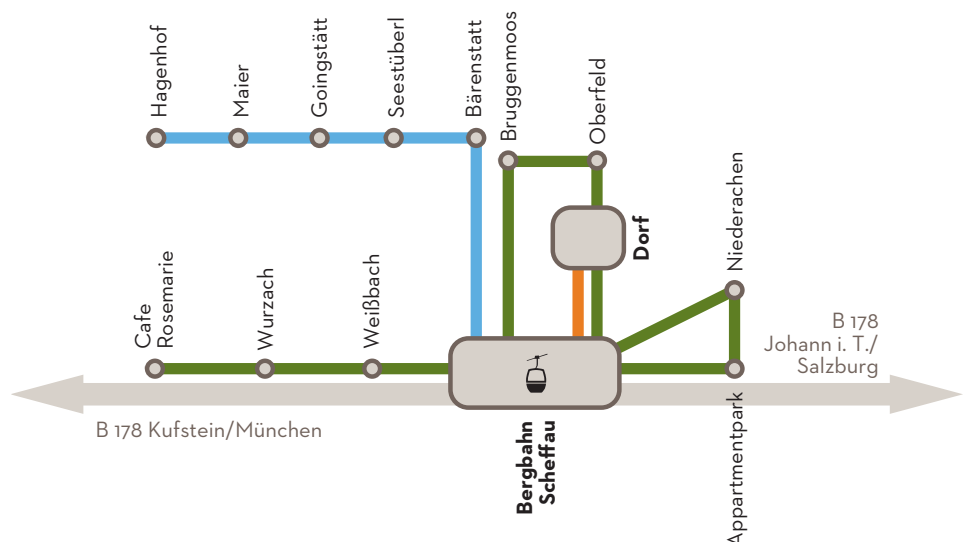 Hagenhof
Maier
Goingstätt
Seestüberl
Bärenstatt
Bruggenmoos
Oberfeld
Dorf
Niederachen
Cafe
Rosemarie
Wurzach
Weißbach
B 178
Johann i. T./
Salzburg
B 178 Kufstein/München
Bergbahn
Scheffau
Appartmentpark